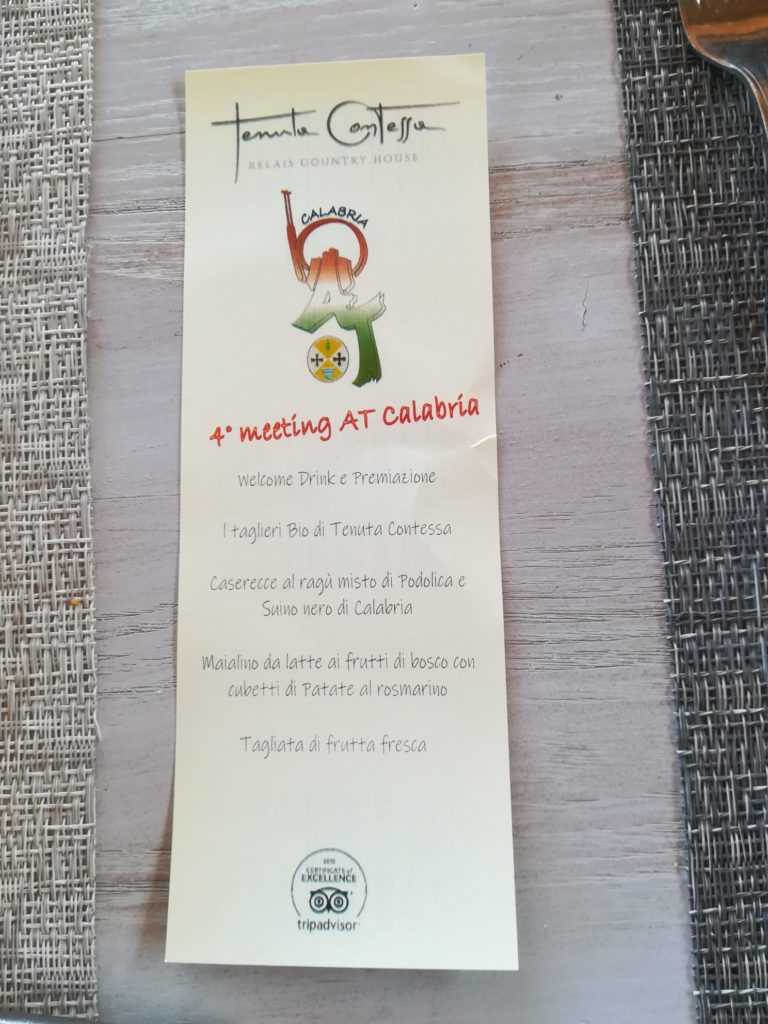 Tenuta Contessa
RELAIS COUNTRY HOUSE
CALABRIA
AT
4° meeting AT Calabria
Welcome Drink e Premiazione
I taglieri Bio di Tenuta Contessa
Caserecce al ragù misto di Podolica e
Suino nero di Calabria
Maialino da latte ai frutti di bosco con
cubetti di Patate al rosmarino
Tagliata di frutta fresca
CERTIFICATE of
EXCELLENCE
tripadvisor